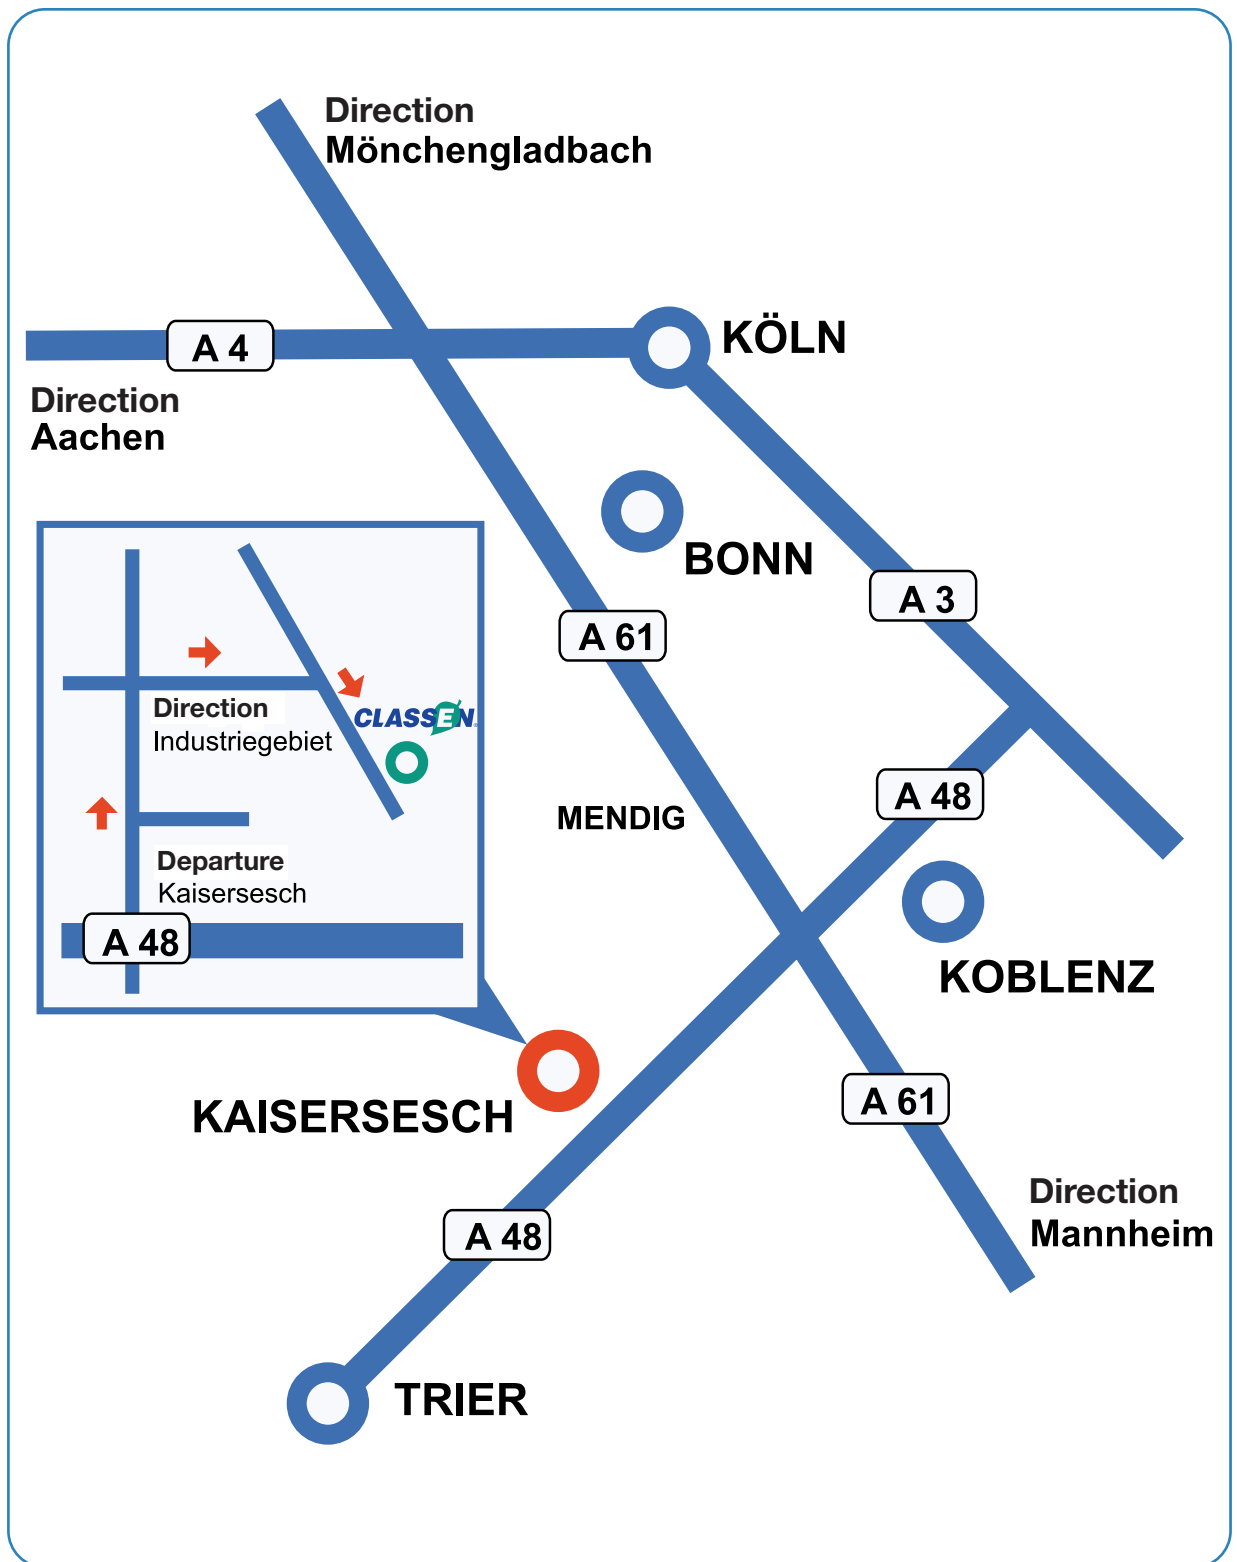 Direction
Mönchengladbach
A 4
KÖLN
Direction
Aachen
BONN
A 3
A 61
Direction
Industriegebiet
CLASSEN
A 48
MENDIG
Departure
Kaisersesch
A 48
KOBLENZ
KAISERSESCH
A 61
Direction
Mannheim
A 48
TRIER